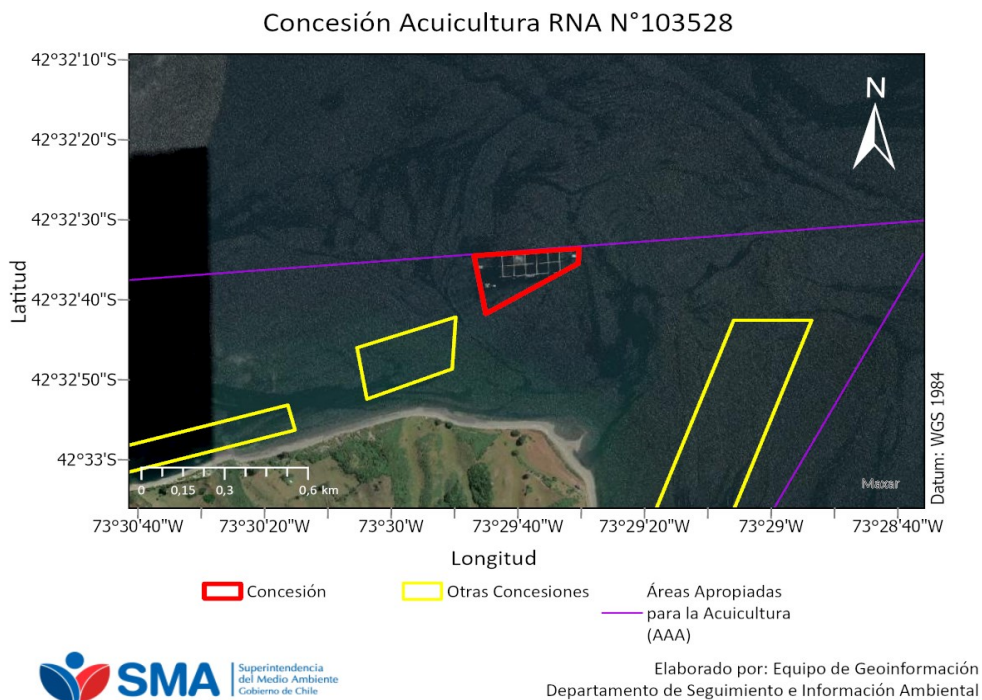 Concesión Acuicultura RNA N°103528
42°32'10"S
42°32'20"S
42°32'30"S
42°32'40"S
42°32'50"S
42°33'S
Latitud
N
Datum: WGS 1984
Maxar
0 0,15 0,3 0,6 km
73°30'40"W 73°30'20"W 73°30'W 73°29'40"W 73°29'20"W 73°29'W 73°28'40"W
Longitud
Concesión
Otras Concesiones
Áreas Apropiadas
para la Acuicultura
(AAA)
SMA
Superintendencia
del Medio Ambiente
Gobierno de Chile
Elaborado por: Equipo de Geoinformación
Departamento de Seguimiento e Información Ambiental